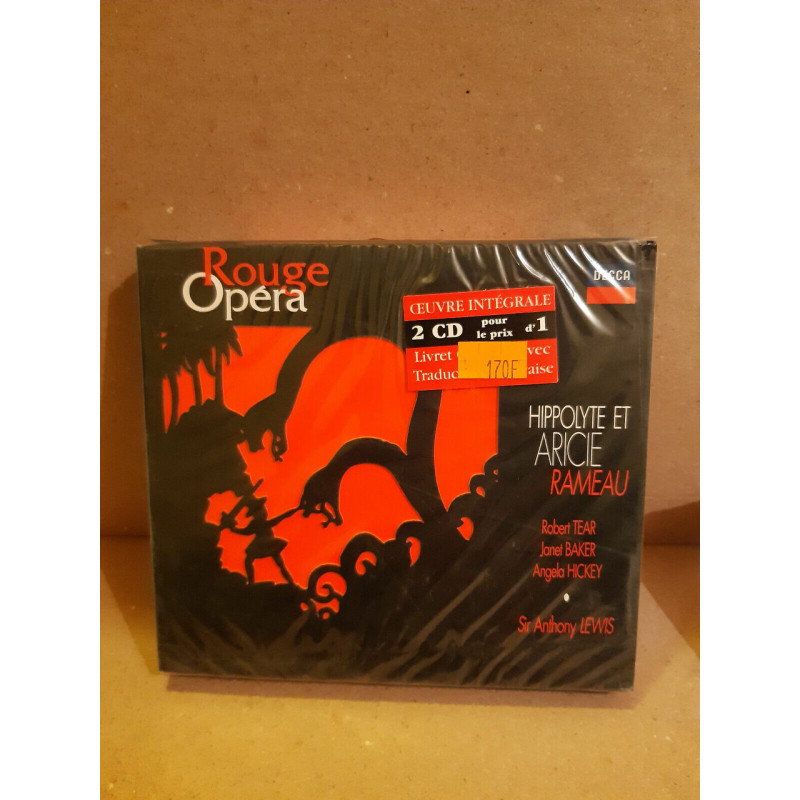 Rouge
Opéra
DECCA
ŒUVRE INTÉGRALE
2 CD pour le prix d'1
Livret avec
Traduc aise
170F
HIPPOLYTE ET
ARICIE
RAMEAU
Robert TEAR
Janet BAKER
Angela HICKEY
Sir Anthony LEWIS